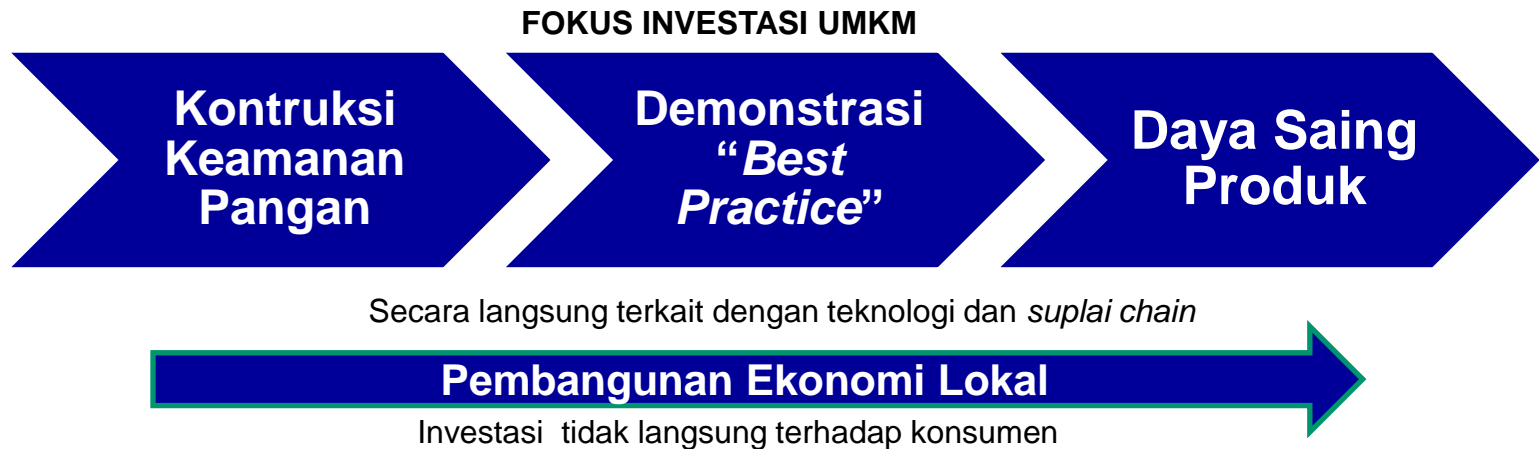 FOKUS INVESTASI UMKM
Kontruksi
Keamanan
Pangan
Demonstrasi
“Best
Practice”
Daya Saing
Produk
Secara langsung terkait dengan teknologi dan suplai chain
Pembangunan Ekonomi Lokal
Investasi  tidak langsung terhadap konsumen